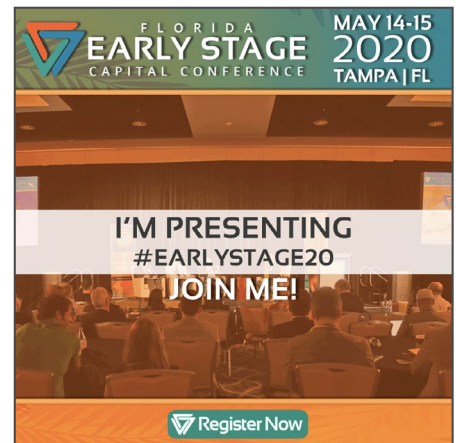 FLORIDA
EARLY STAGE
CAPITAL CONFERENCE
MAY 14-15
2020
TAMPA | FL
I'M PRESENTING
#EARLYSTAGE20
JOIN ME!
Register Now